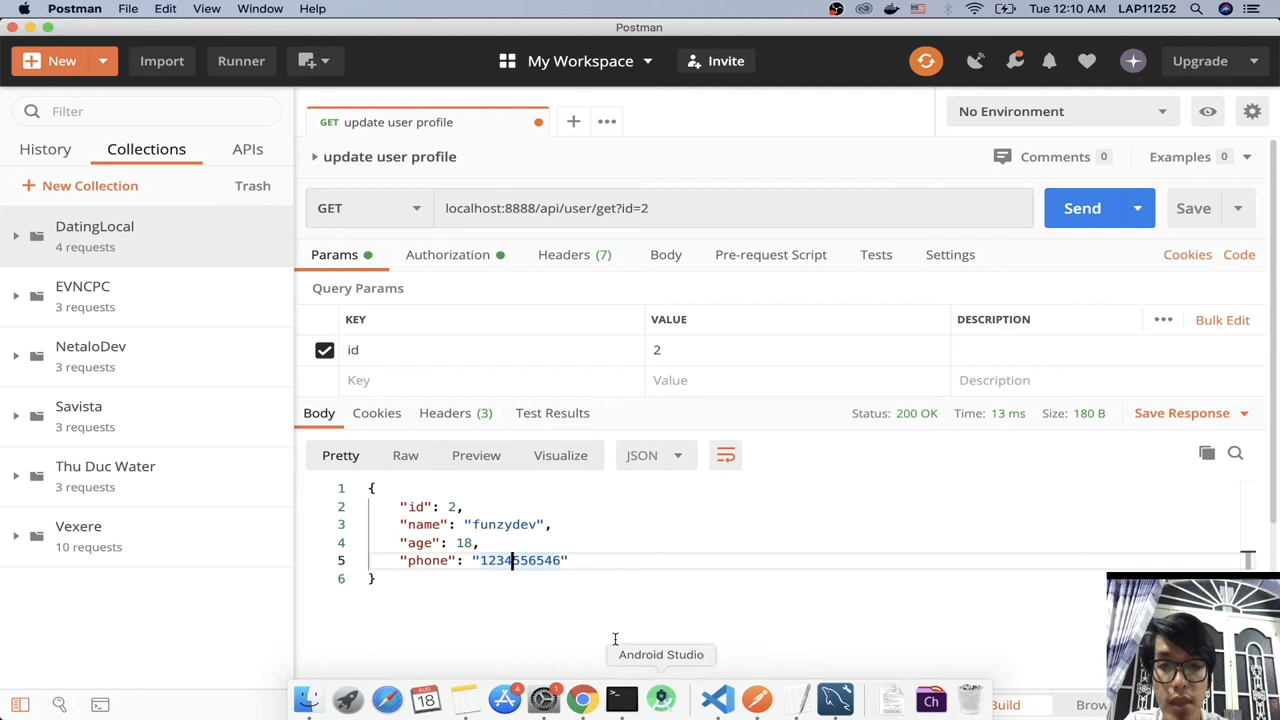 Postman File Edit View Window Help Tue 12:10 AM LAP11252
Postman
New Import Runner My Workspace Invite Upgrade
Filter
History Collections APIs
New Collection Trash
DatingLocal
4 requests
EVNCPC
3 requests
NetaloDev
3 requests
Savista
3 requests
Thu Duc Water
3 requests
Vexere
10 requests
GET update user profile
No Environment
update user profile Comments 0 Examples 0
GET localhost:8888/api/user/get?id=2 Send Save
Params Authorization Headers (7) Body Pre-request Script Tests Settings Cookies Code
Query Params
KEY VALUE DESCRIPTION Bulk Edit
id 2
Key Value Description
Body Cookies Headers (3) Test Results Status: 200 OK Time: 13 ms Size: 180 B Save Response
Pretty Raw Preview Visualize JSON
1 {
2 "id": 2,
3 "name": "funzydev",
4 "age": 18,
5 "phone": "1234556546"
6 }
Android Studio
AUG
18
4
1
Ch
Build Brow